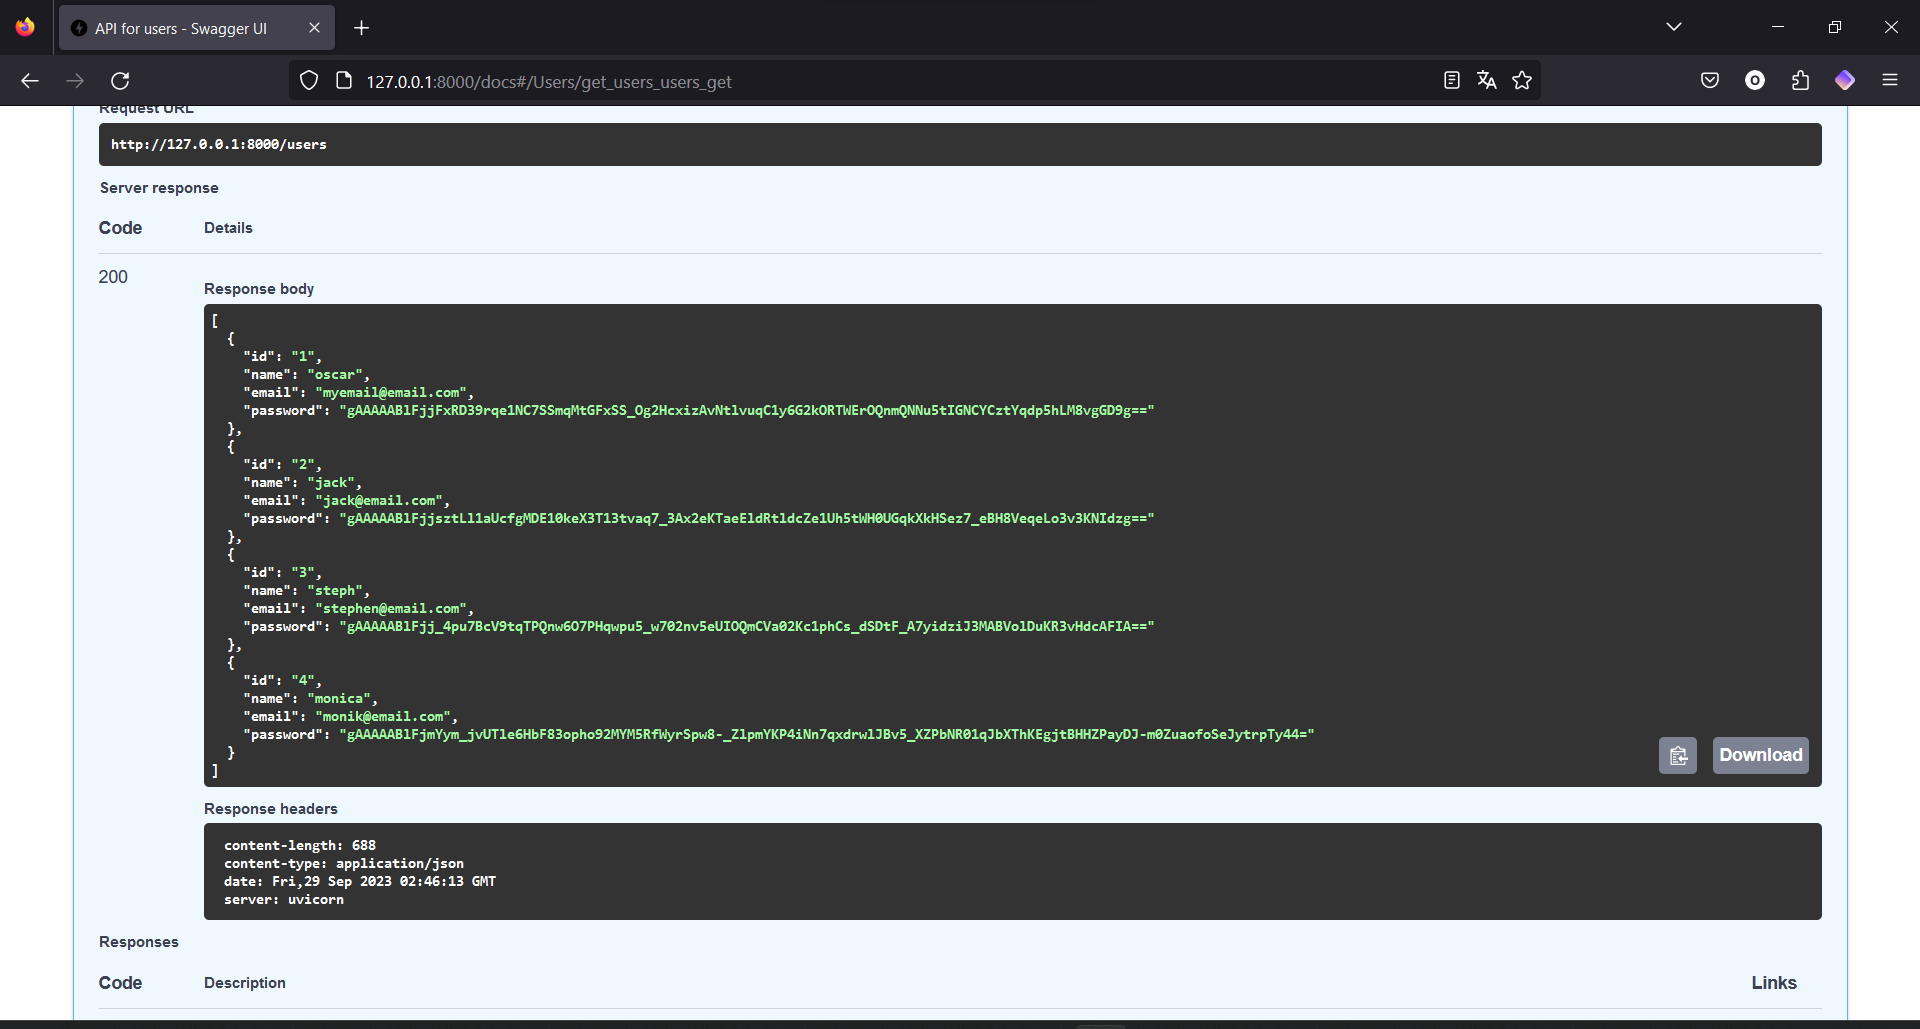 API for users - Swagger UI
127.0.0.1:8000/docs#/Users/get_users_users_get
Request URL
http://127.0.0.1:8000/users
Server response
Code Details
200
Response body
[
{
"id": "1",
"name": "oscar",
"email": "myemail@email.com",
"password": "gAAAAABlFjjFxRD39rqe1NC7SSmqMtGFxSS_Og2HcxizAvNtlvuqC1y6G2kORTWErOQnmQNNu5tIGNCYCztYqdp5hLM8vgGD9g=="
},
{
"id": "2",
"name": "jack",
"email": "jack@email.com",
"password": "gAAAAABlFjjsztLl1aUcfgMDE10keX3T13tvaq7_3Ax2eKTaeEldRtldcZe1Uh5tWH0UGqkXkHSez7_eBH8VeqeLo3v3KNIdzg=="
},
{
"id": "3",
"name": "steph",
"email": "stephen@email.com",
"password": "gAAAAABlFjj_4pu7BcV9tqTPQnw6O7PHqwpu5_w702nv5eUIOQmCVa02Kc1phCs_dSDtF_A7yidziJ3MABVolDuKR3vHdcAFIA=="
},
{
"id": "4",
"name": "monica",
"email": "monik@email.com",
"password": "gAAAAABlFjmYym_jvUTle6HbF83opho92MYM5RfWyrSpw8-_ZlpmYKP4iNn7qxdrwlJBv5_XZPbNR01qJbXThKEgjtBHHZPayDJ-m0ZuaofoSeJytrpTy44="
}
]
Download
Response headers
content-length: 688
content-type: application/json
date: Fri,29 Sep 2023 02:46:13 GMT
server: uvicorn
Responses
Code Description Links